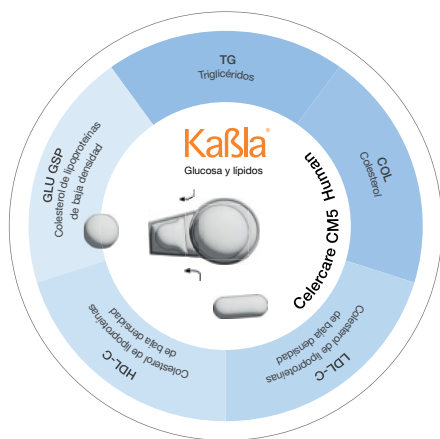 TG
Triglicéridos
COL
Colesterol
LDL-C
Colesterol de lipoproteínas
de baja densidad
HDL-C
Colesterol de lipoproteínas
de baja densidad
GLU GSP
Colesterol de lipoproteínas
de baja densidad
Kaßla®
Glucosa y lípidos
Celercare CM5 Human